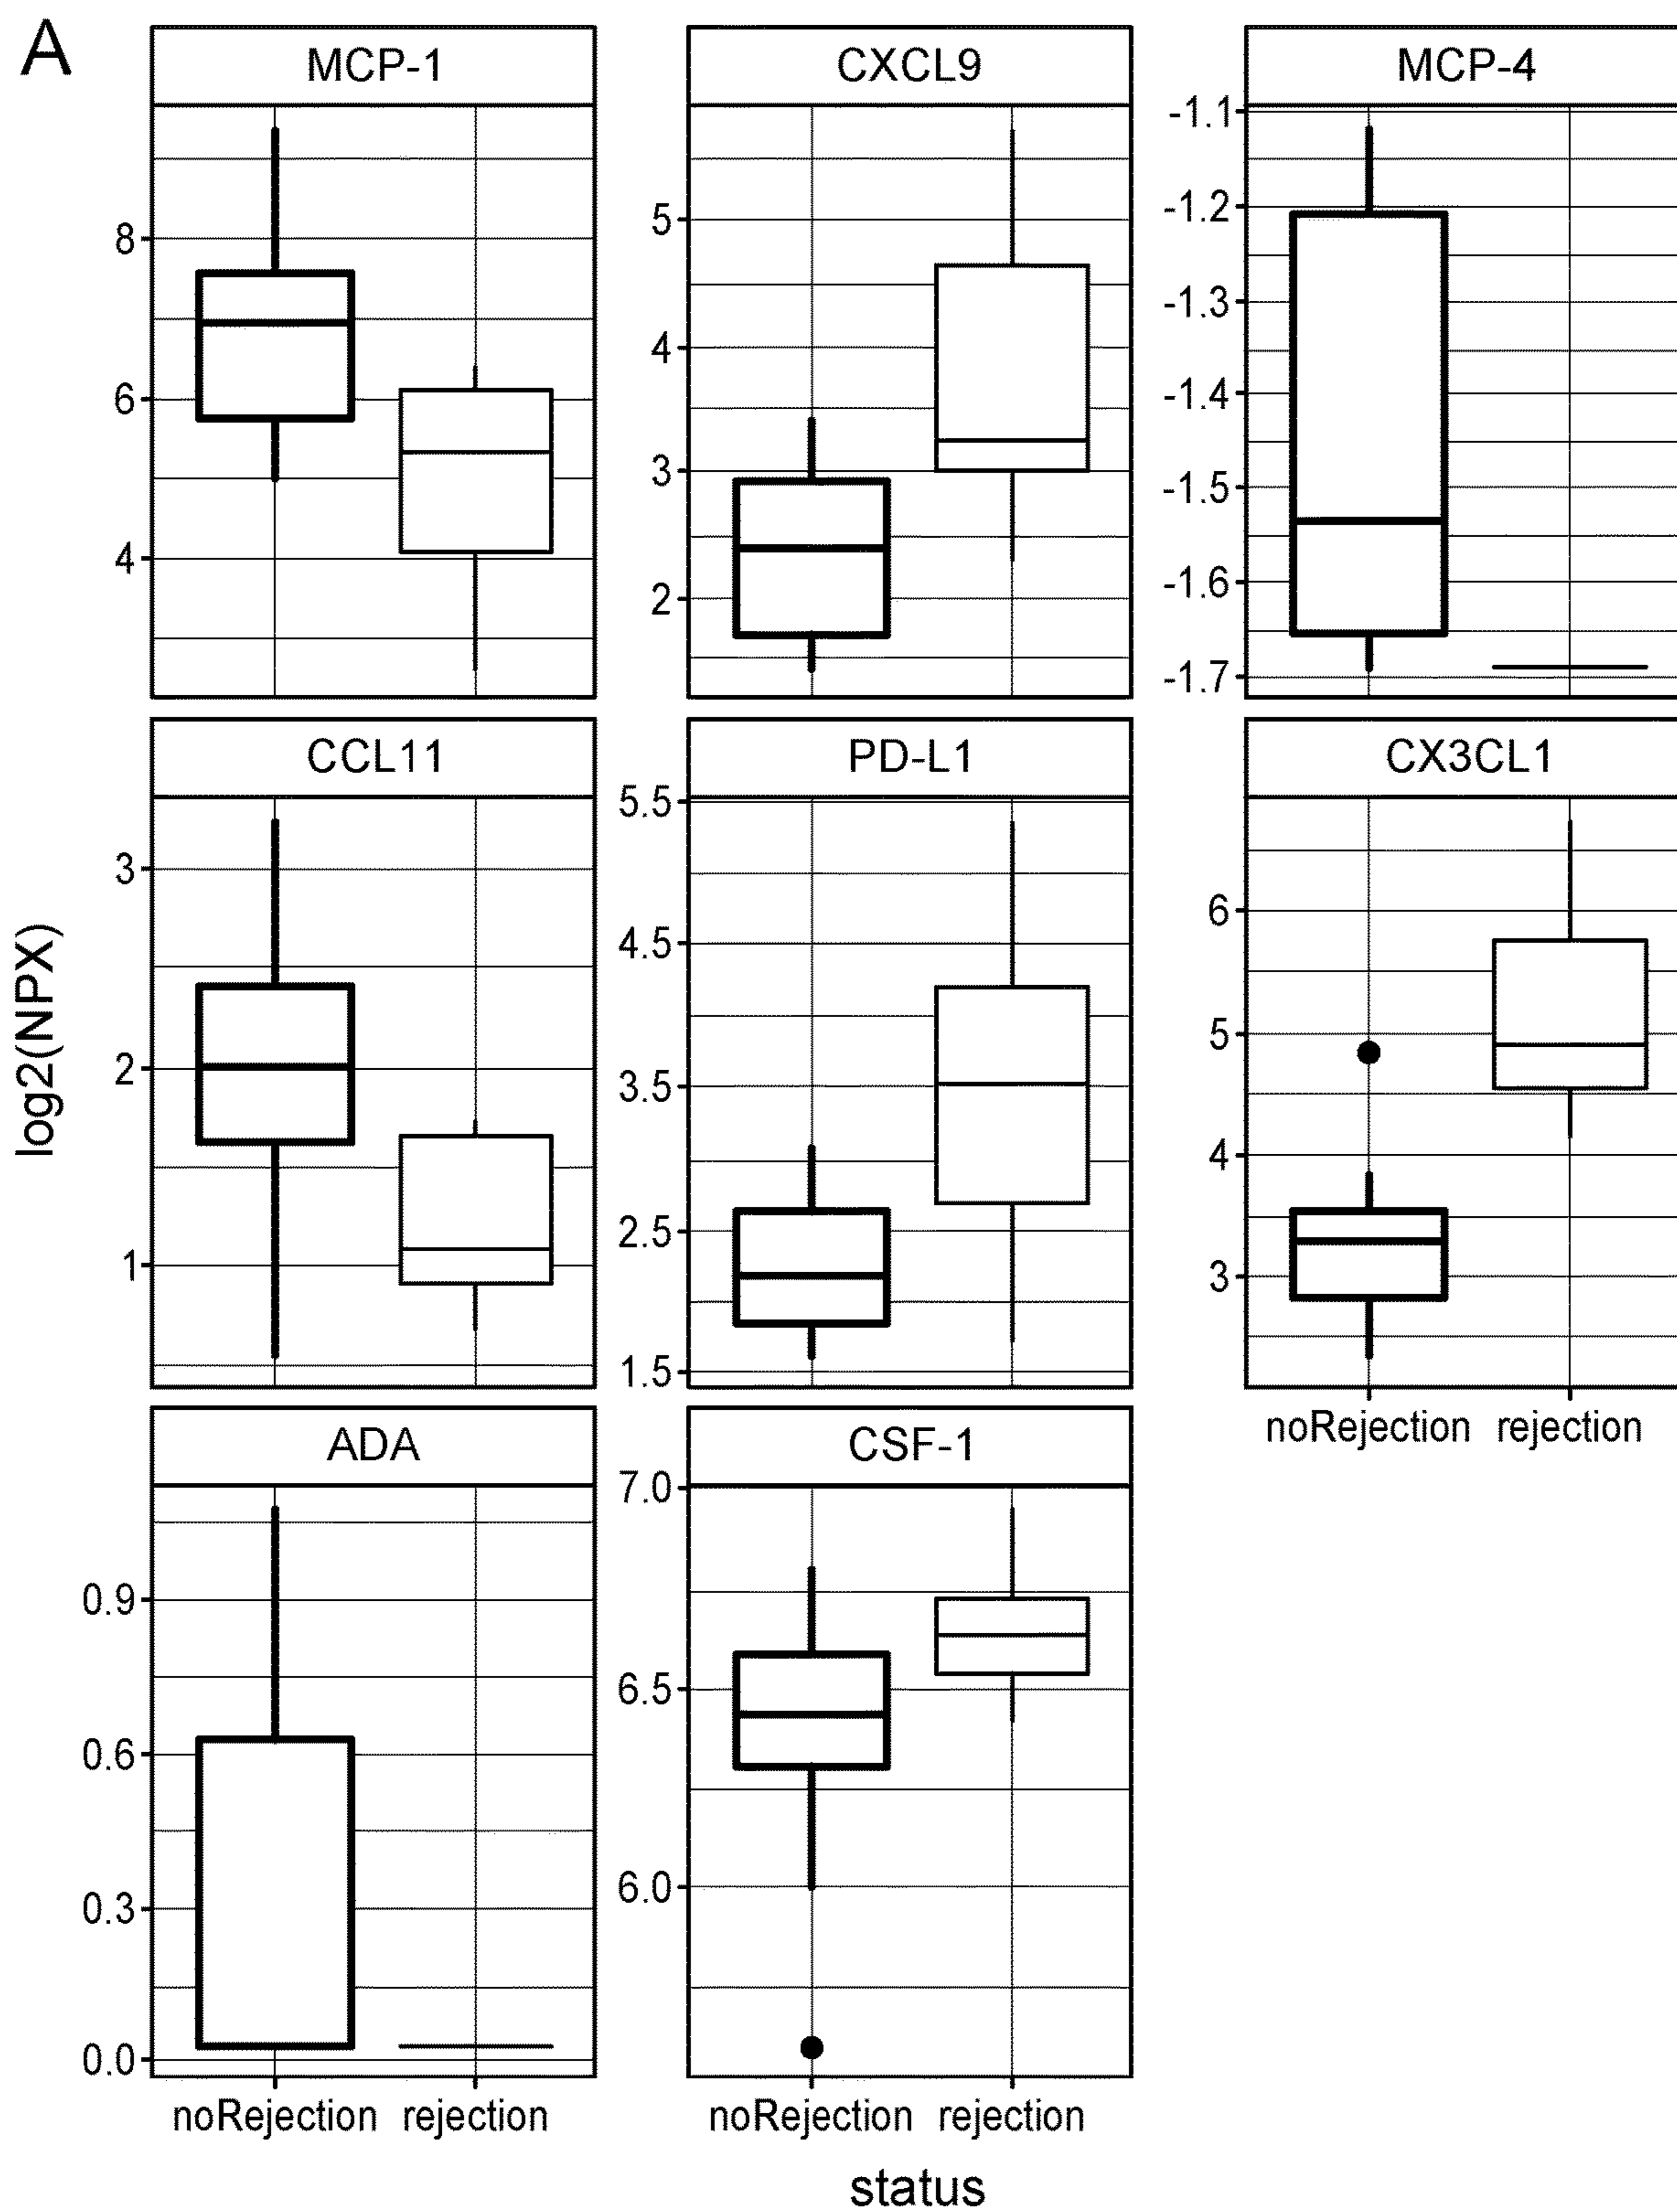 A
MCP-1
CXCL9
MCP-4
8
6
4
5
4
3
2
-1.1
-1.2
-1.3
-1.4
-1.5
-1.6
-1.7
CCL11
PD-L1
CX3CL1
log2(NPX)
3
2
1
5.5
4.5
3.5
2.5
1.5
6
5
4
3
noRejection rejection
ADA
CSF-1
0.9
0.6
0.3
0.0
7.0
6.5
6.0
noRejection rejection
noRejection rejection
status